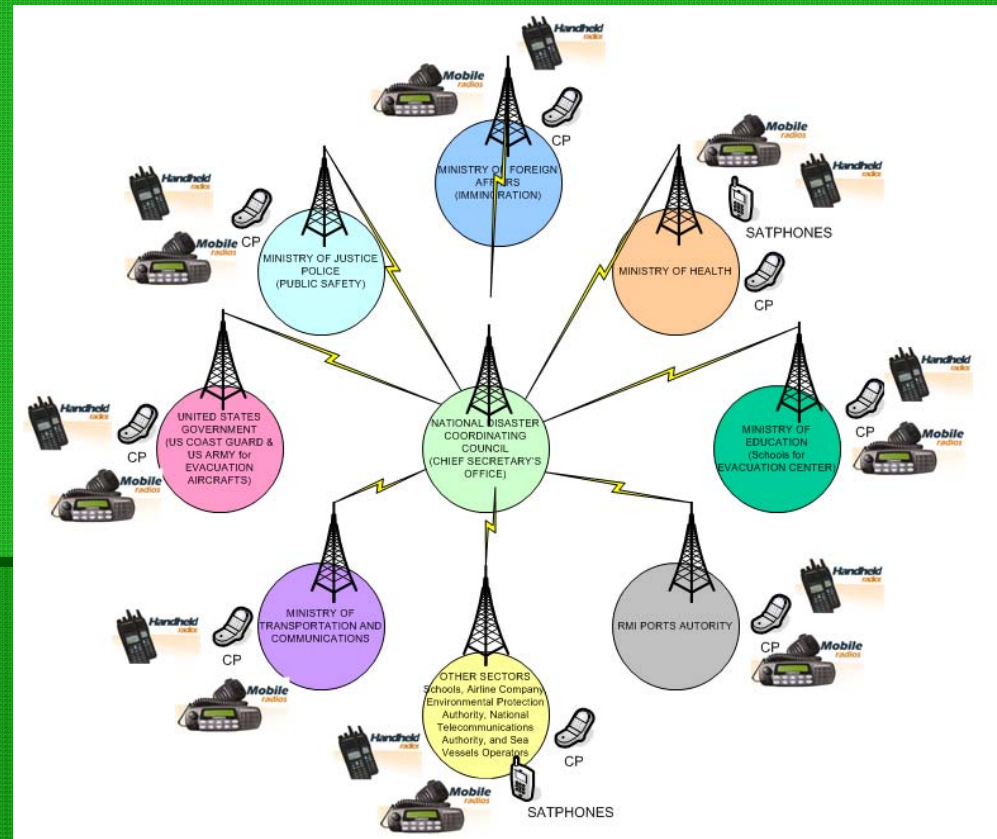 Handheld
radios
Mobile
radios
CP
MINISTRY OF FOREIGN
AFFAIRS
(IMMINGRATION)
Mobile
radios
Handheld
radios
SATPHONES
MINISTRY OF HEALTH
CP
Handheld
radios
CP
Mobile
radios
MINISTRY OF JUSTICE
POLICE
(PUBLIC SAFETY)
Handheld
radios
CP
Mobile
radios
UNITED STATES
GOVERNMENT
(US COAST GUARD &
US ARMY for
EVACUATION
AIRCRAFTS)
NATIONAL DISASTER
COORDINATING
COUNCIL
(CHIEF SECRETARY'S
OFFICE)
Handheld
radios
CP
Mobile
radios
MINISTRY OF
EDUCATION
(Schools for
EVACUATION CENTER)
Handheld
radios
CP
Mobile
radios
MINISTRY OF
TRANSPORTATION AND
COMMUNICATIONS
Handheld
radios
CP
Mobile
radios
RMI PORTS AUTORITY
OTHER SECTORS
Schools, Airline Company,
Environmental Protection
Authority, National
Telecommunications
Authority, and Sea
Vessels Operators
Handheld
radios
Mobile
radios
CP
SATPHONES